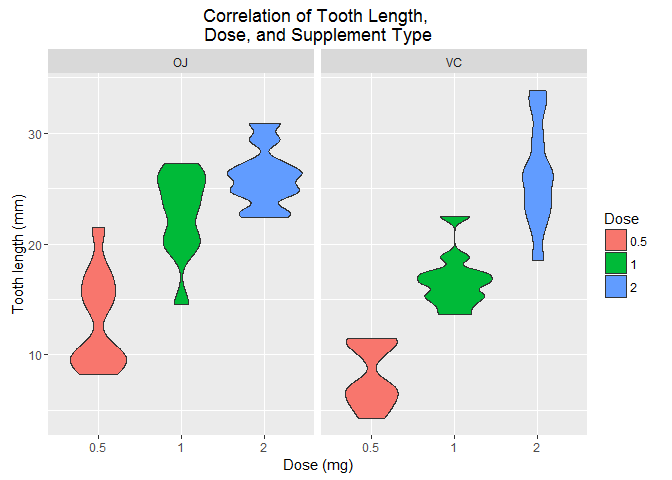 Correlation of Tooth Length,
Dose, and Supplement Type
OJ
VC
30
20
10
Tooth length (mm)
0.5
1
2
0.5
1
2
Dose (mg)
Dose
0.5
1
2